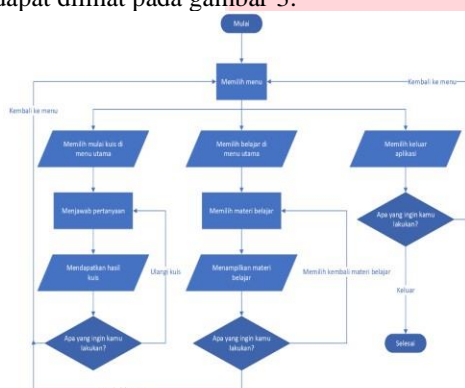 dapat dilihat pada gambar 3.
Mulai
Memilih menu
Kembali ke menu
Kembali ke menu
Memilih mulai kuis di
menu utama
Memilih belajar di
menu utama
Memilih keluar
aplikasi
Menjawab pertanyaan
Memilih materi belajar
Apa yang ingin kamu
lakukan?
Mendapatkan hasil
kuis
Ulangi kuis
Menampilkan materi
belajar
Memilih kembali materi belajar
Keluar
Apa yang ingin kamu
lakukan?
Apa yang ingin kamu
lakukan?
Selesai